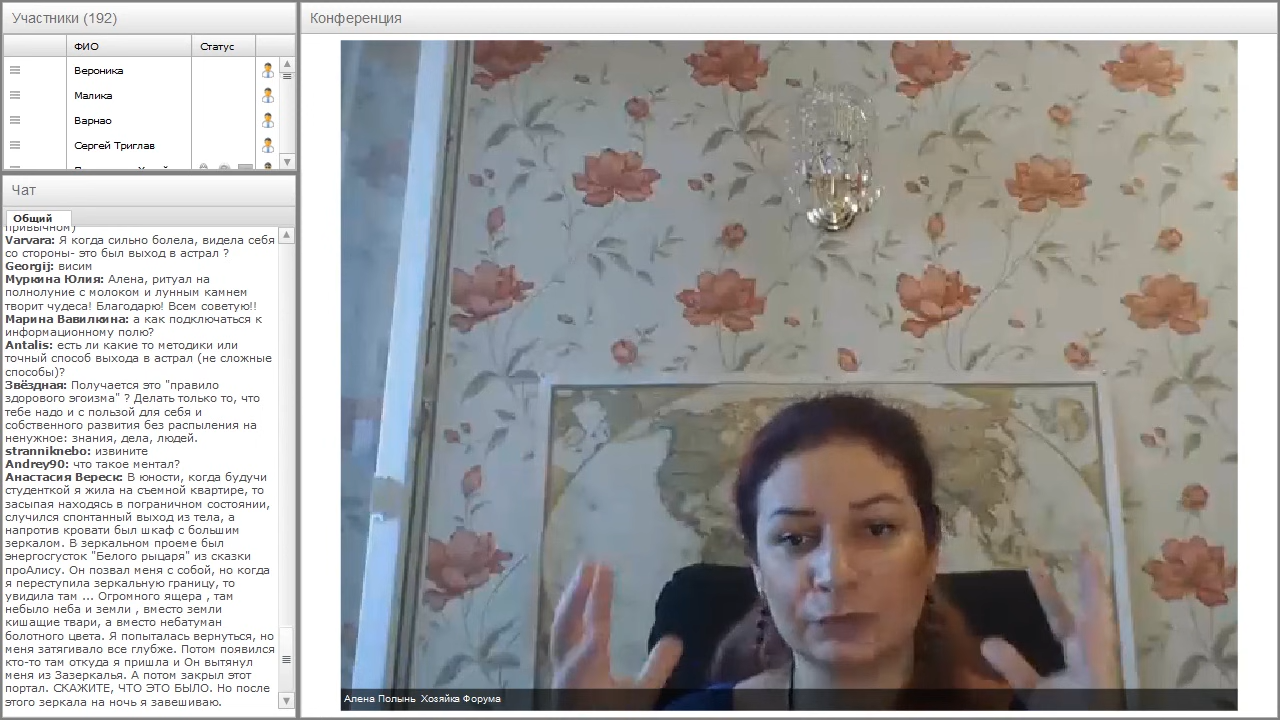 Участники (192)
Конференция
ФИО
Статус
Вероника
Малика
Варнао
Сергей Трилав
Чат
Общий
Varvara: Я когда сильно болела, видела себя
со стороны- это был выход в астрал ?
Georgij: висим
Муркина Юлия: Алена, ритуал на
полнолуние с молоком и лунным камнем
творит чудеса! Благодарю! Всем советую!!
Марина Вавилкина: а как подключаться к
информационному полю?
Antalis: есть ли какие то методики или
точный способ выхода в астрал (не сложные
способы)?
Звёздная: Получается это "правило
тебе надо и с пользой для себя и
собственного развития без распыления на
ненужное: знания, дела, людей.
stranniknebo: извините
Andrey90: что такое ментал?
Анастасия Вереск: В юности, когда будучи
студенткой я жила на съемной квартире, то
засыпая находясь в пограничном состоянии,
случился спонтанный выход из тела, а
напротив кровати был шкаф с большим
зеркалом. В зеркальном портале был
энергосгусток "Белого рыцаря" из сказки
проАлису. Он позвал меня с собой, но когда
я переступила зеркальную границу, то
увидила там ... Огромного ящера , там
небыло неба и земли , вместо земли
кишащие твари, а вместо небатуман
болотного цвета. Я попыталась вернуться, но
меня затягивало все глубже. Потом появился
кто-то там откуда я пришла и Он вытянул
меня из Зазеркалья. А потом закрыл этот
портал. СКАЖИТЕ, ЧТО ЭТО БЫЛО. Но после
этого зеркала на ночь я завешиваю.
Алена Полынь Хозяйка Форума